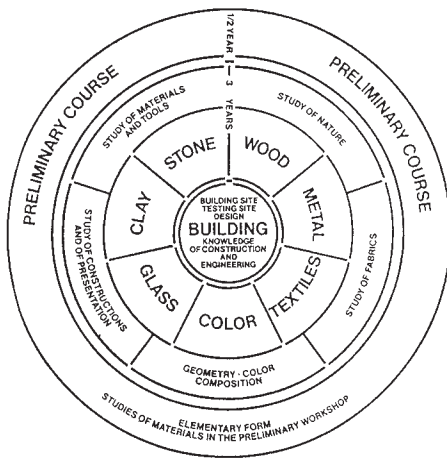 1/2 YEAR
PRELIMINARY COURSE
PRELIMINARY COURSE
3 YEARS
STUDY OF MATERIALS
AND TOOLS
STUDY OF NATURE
STONE
WOOD
CLAY
METAL
BUILDING SITE
TESTING SITE
DESIGN
BUILDING
KNOWLEDGE
OF CONSTRUCTION
AND
ENGINEERING
STUDY OF CONSTRUCTIONS
AND OF PRESENTATION
STUDY OF FABRICS
GLASS
TEXTILES
COLOR
GEOMETRY · COLOR
COMPOSITION
ELEMENTARY FORM
STUDIES OF MATERIALS IN THE PRELIMINARY WORKSHOP